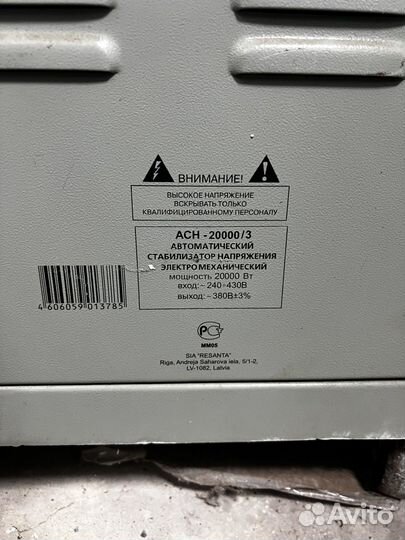 ВНИМАНИЕ!
ВЫСОКОЕ НАПРЯЖЕНИЕ
ВСКРЫВАТЬ ТОЛЬКО
КВАЛИФИЦИРОВАННОМУ ПЕРСОНАЛУ
АСН -20000/3
АВТОМАТИЧЕСКИЙ
СТАБИЛИЗАТОР НАПРЯЖЕНИЯ
ЭЛЕКТРОМЕХАНИЧЕСКИЙ
мощность 20000 Вт
вход:~ 240-430В
выход:~380В±3%
4 606059 013785
РС
ММ05
SIA "RESANTA"
Riga, Andreja Saharova iela, 5/1-2,
LV-1082, Latvia
Avito